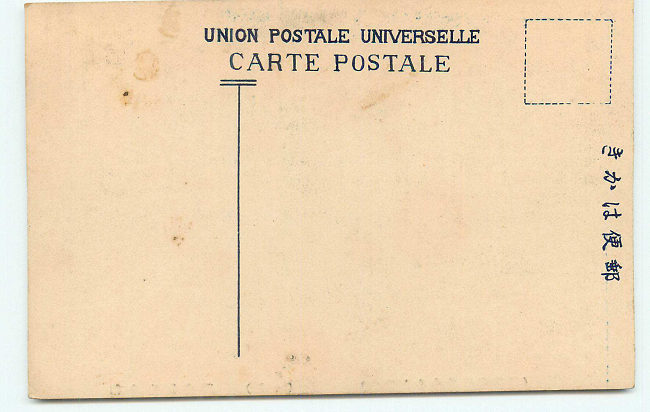 UNION POSTALE UNIVERSELLE
CARTE POSTALE
きかは便郵